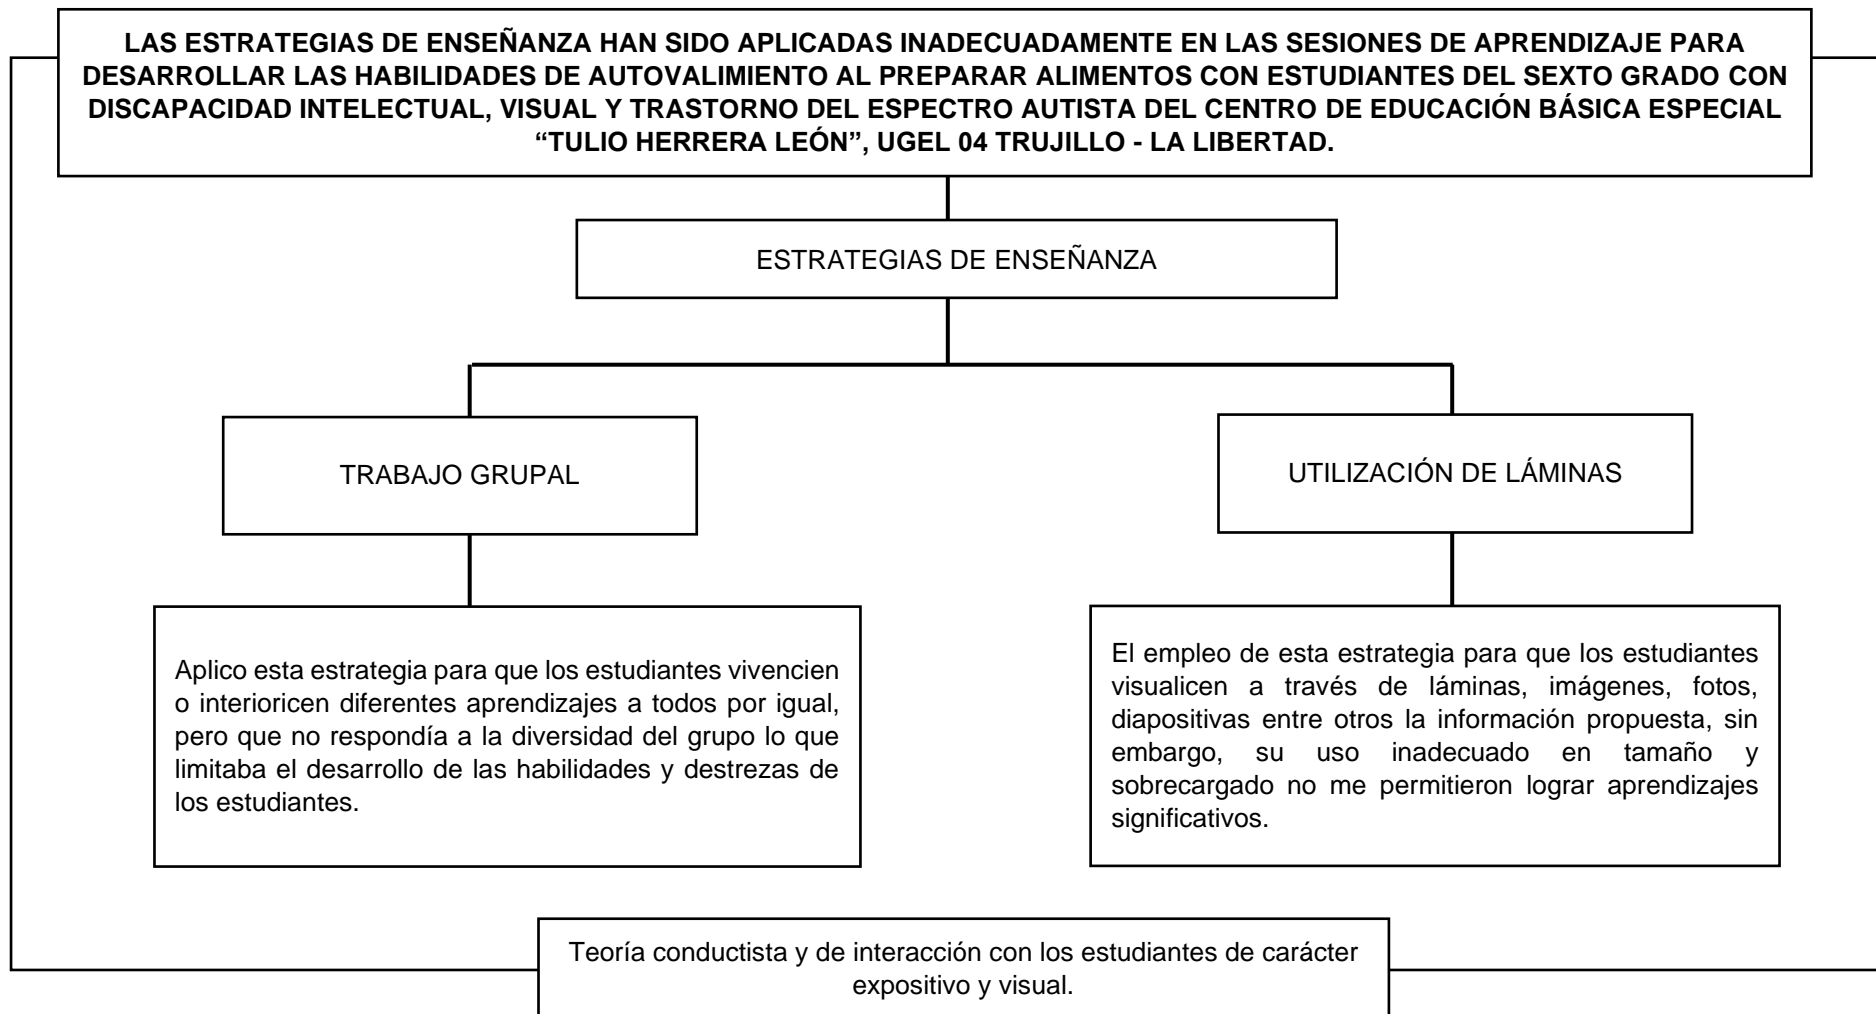 LAS ESTRATEGIAS DE ENSEÑANZA HAN SIDO APLICADAS INADECUADAMENTE EN LAS SESIONES DE APRENDIZAJE PARA
DESARROLLAR LAS HABILIDADES DE AUTOVALIMIENTO AL PREPARAR ALIMENTOS CON ESTUDIANTES DEL SEXTO GRADO CON
DISCAPACIDAD INTELECTUAL, VISUAL Y TRASTORNO DEL ESPECTRO AUTISTA DEL CENTRO DE EDUCACIÓN BÁSICA ESPECIAL
“TULIO HERRERA LEÓN”, UGEL 04 TRUJILLO - LA LIBERTAD.
ESTRATEGIAS DE ENSEÑANZA
TRABAJO GRUPAL
Aplico esta estrategia para que los estudiantes vivencien
o interioricen diferentes aprendizajes a todos por igual,
pero que no respondía a la diversidad del grupo lo que
limitaba el desarrollo de las habilidades y destrezas de
los estudiantes.
UTILIZACIÓN DE LÁMINAS
El empleo de esta estrategia para que los estudiantes
visualicen a través de láminas, imágenes, fotos,
diapositivas entre otros la información propuesta, sin
embargo, su uso inadecuado en tamaño y
sobrecargado no me permitieron lograr aprendizajes
significativos.
Teoría conductista y de interacción con los estudiantes de carácter
expositivo y visual.